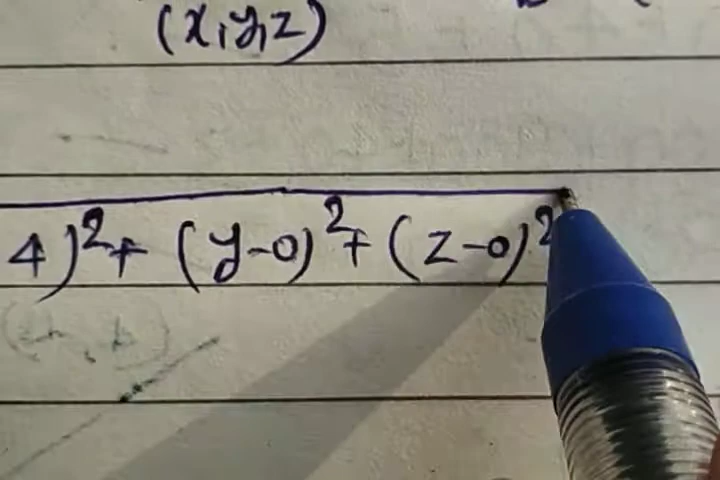 (x,y,z)
4)² + (y-0)² + (z-0)²